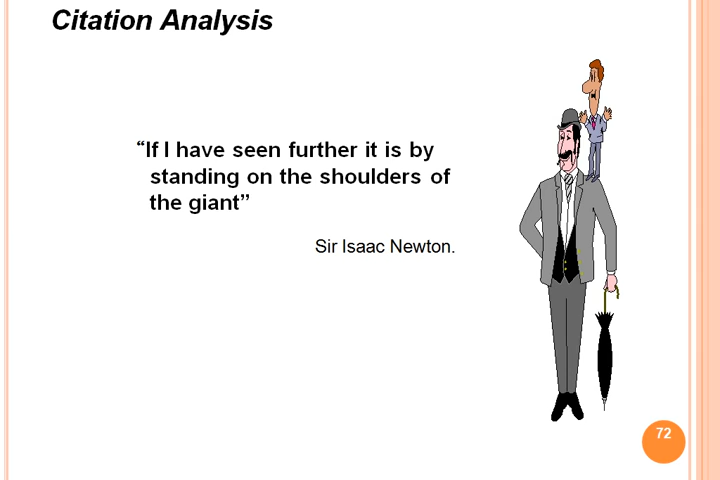 Citation Analysis
“If I have seen further it is by
standing on the shoulders of
the giant”
Sir Isaac Newton.
72